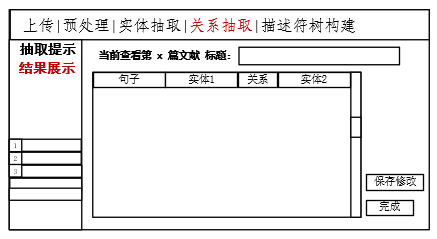 上传|预处理|实体抽取|关系抽取|描述符树构建
抽取提示
结果展示
当前查看第 x 篇文献 标题：
句子 实体1 关系 实体2
1
2
3
保存修改
完成